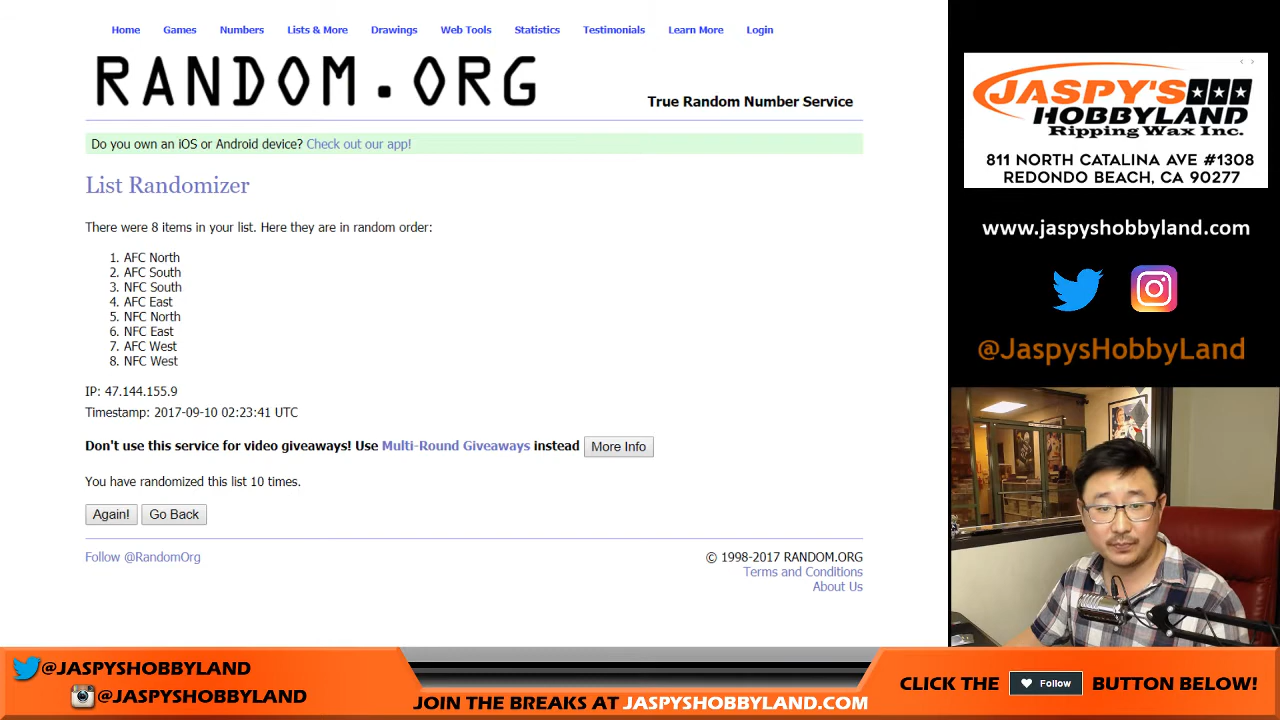 Home Games Numbers Lists & More Drawings Web Tools Statistics Testimonials Learn More Login
RANDOM.ORG
True Random Number Service
Do you own an iOS or Android device? Check out our app!
List Randomizer
There were 8 items in your list. Here they are in random order:
1. AFC North
2. AFC South
3. NFC South
4. AFC East
5. NFC North
6. NFC East
7. AFC West
8. NFC West
IP: 47.144.155.9
Timestamp: 2017-09-10 02:23:41 UTC
Don't use this service for video giveaways! Use Multi-Round Giveaways instead More Info
You have randomized this list 10 times.
Again! Go Back
Follow @RandomOrg
© 1998-2017 RANDOM.ORG
Terms and Conditions
About Us
JASPY'S
HOBBYLAND
Ripping Wax Inc.
811 NORTH CATALINA AVE #1308
REDONDO BEACH, CA 90277
www.jaspyshobbyland.com
@JaspysHobbyLand
@JASPYSHOBBYLAND
@JASPYSHOBBYLAND
JOIN THE BREAKS AT JASPYSHOBBYLAND.COM
CLICK THE Follow BUTTON BELOW!